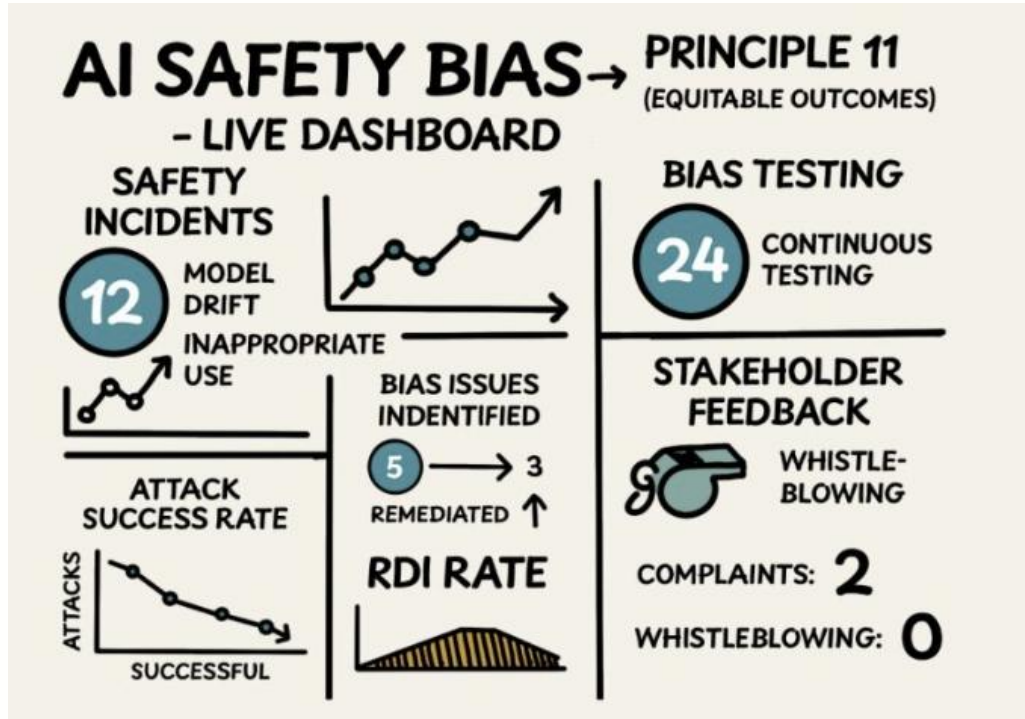 AI SAFETY BIAS→ PRINCIPLE 11
(EQUITABLE OUTCOMES)
- LIVE DASHBOARD
SAFETY
INCIDENTS
12
MODEL
DRIFT
INAPPROPRIATE
USE
BIAS TESTING
24
CONTINUOUS
TESTING
ATTACK
SUCCESS RATE
ATTACKS
SUCCESSFUL
BIAS ISSUES
INDENTIFIED
5 → 3
REMEDIATED ↑
RDI RATE
STAKEHOLDER
FEEDBACK
WHISTLE-
BLOWING
COMPLAINTS: 2
WHISTLEBLOWING: 0